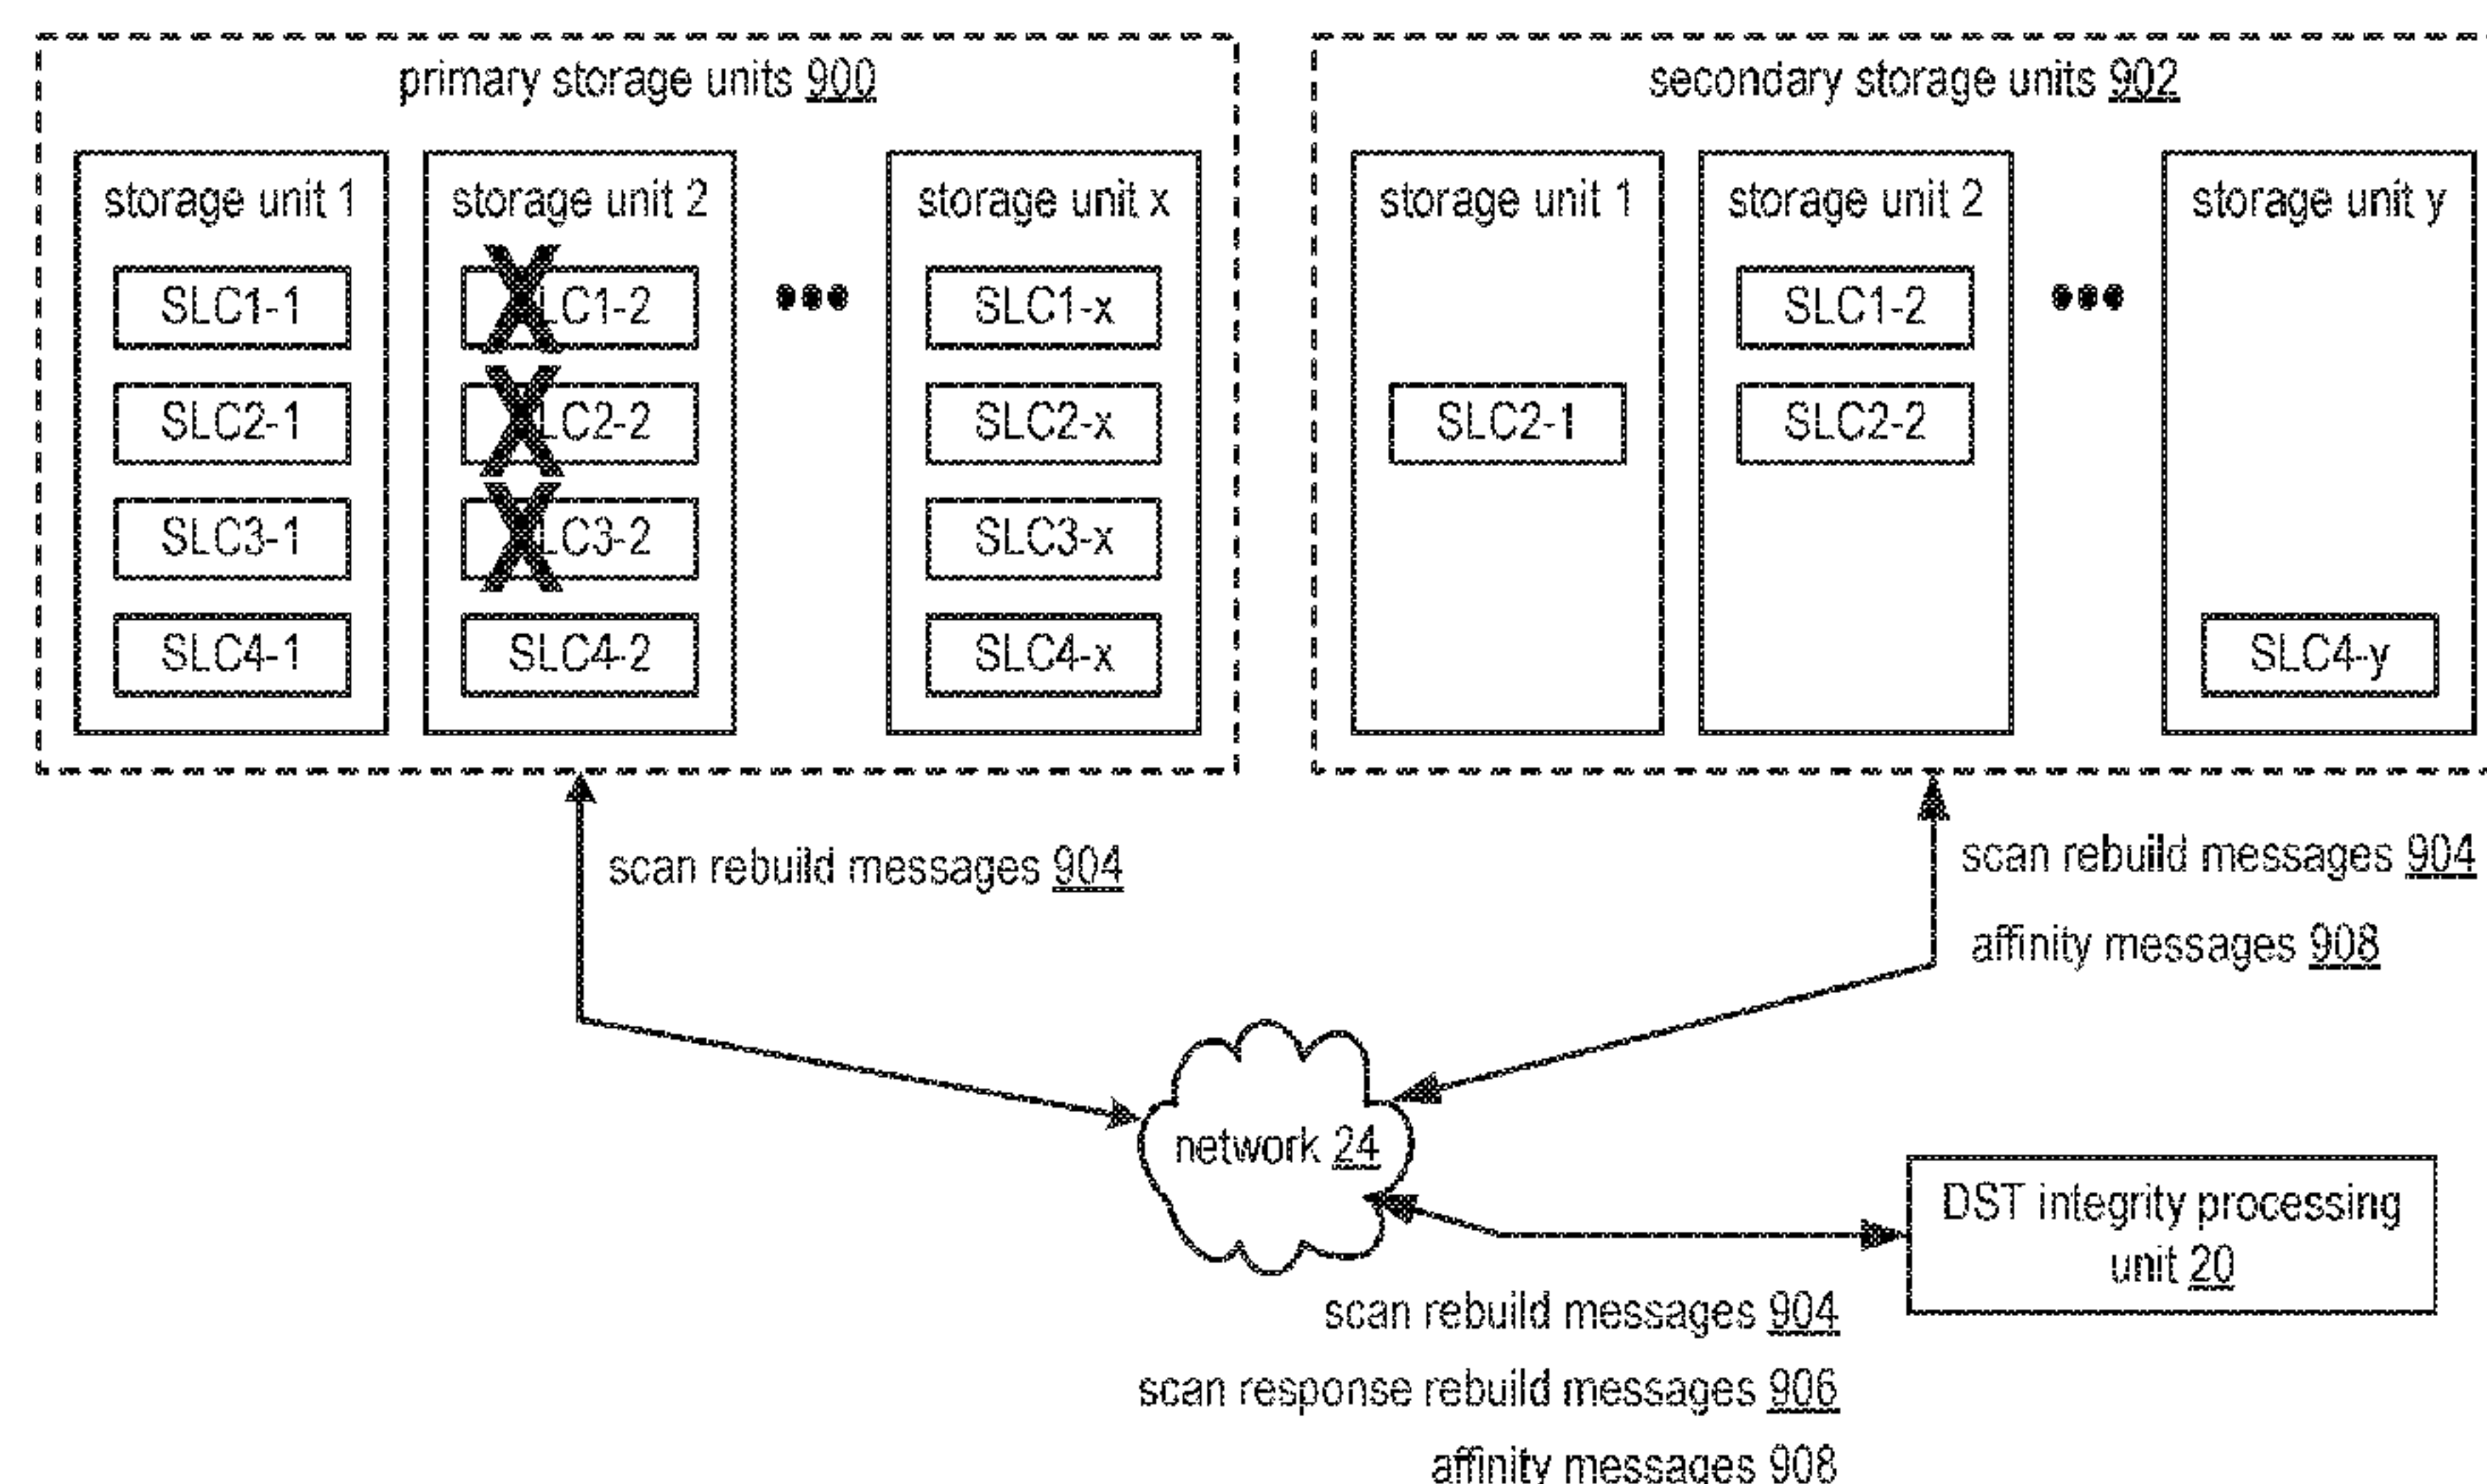 primary storage units 900
storage unit 1
SLC1-1
SLC2-1
SLC3-1
SLC4-1
storage unit 2
SLC1-2
SLC2-2
SLC3-2
SLC4-2
storage unit x
SLC1-x
SLC2-x
SLC3-x
SLC4-x
secondary storage units 902
storage unit 1
SLC2-1
storage unit 2
SLC1-2
SLC2-2
storage unit y
SLC4-y
scan rebuild messages 904
scan rebuild messages 904
affinity messages 908
network 24
DST integrity processing
unit 20
scan rebuild messages 904
scan response rebuild messages 906
affinity messages 908